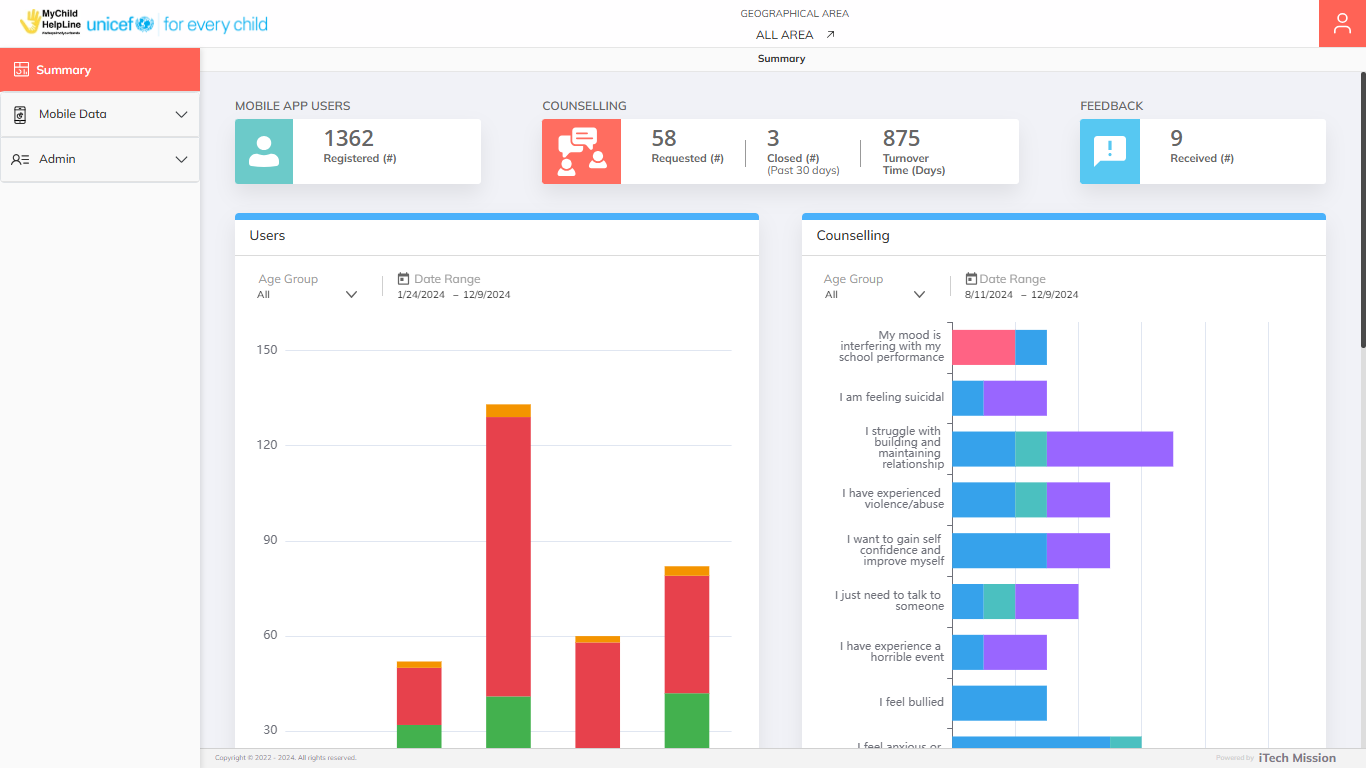 MyChild
HelpLine
unicef for every child
GEOGRAPHICAL AREA
ALL AREA
Summary
Summary
Mobile Data
Admin
MOBILE APP USERS
1362
Registered (#)
COUNSELLING
58
Requested (#)
3
Closed (#)
(Past 30 days)
875
Turnover
Time (Days)
FEEDBACK
9
Received (#)
Users
Age Group
All
Date Range
1/24/2024 – 12/9/2024
150
120
90
60
30
Counselling
Age Group
All
Date Range
8/11/2024 – 12/9/2024
My mood is
interfering with my
school performance
I am feeling suicidal
I struggle with
building and
maintaining
relationship
I have experienced
violence/abuse
I want to gain self
confidence and
improve myself
I just need to talk to
someone
I have experience a
horrible event
I feel bullied
I feel anxious or
Copyright © 2022 - 2024. All rights reserved.
Powered by iTech Mission